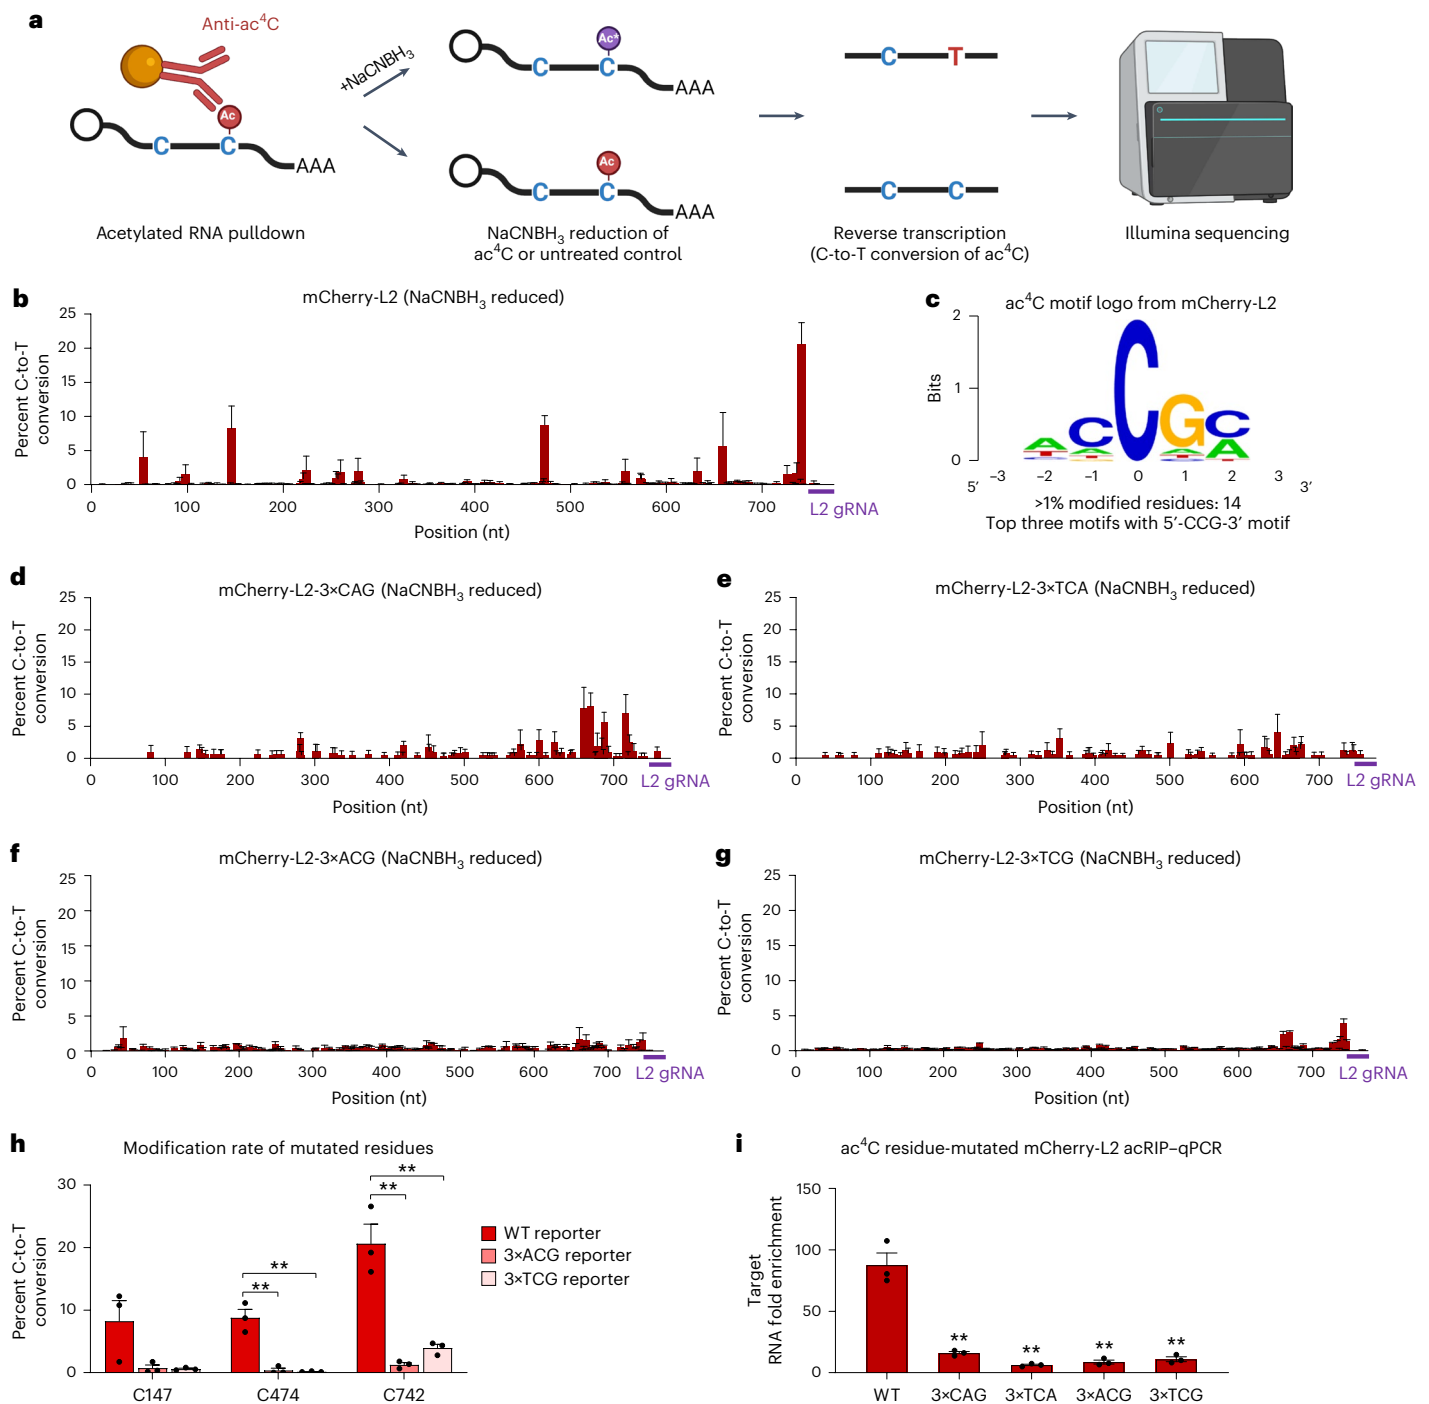 a
Anti-ac⁴C
Ac
C C
AAA
Acetylated RNA pulldown
+NaCNBH₃
Ac*
C C
AAA
Ac
C C
AAA
NaCNBH₃ reduction of
ac⁴C or untreated control
C T
C C
Reverse transcription
(C-to-T conversion of ac⁴C)
Illumina sequencing
b
mCherry-L2 (NaCNBH₃ reduced)
Percent C-to-T
conversion
25
20
15
10
5
0
0 100 200 300 400 500 600 700
L2 gRNA
Position (nt)
c
ac⁴C motif logo from mCherry-L2
Bits
2
1
0
A C C G C
A
5′ −3 −2 −1 0 1 2 3 3′
>1% modified residues: 14
Top three motifs with 5′-CCG-3′ motif
d
mCherry-L2-3×CAG (NaCNBH₃ reduced)
Percent C-to-T
conversion
25
20
15
10
5
0
0 100 200 300 400 500 600 700
L2 gRNA
Position (nt)
e
mCherry-L2-3×TCA (NaCNBH₃ reduced)
Percent C-to-T
conversion
25
20
15
10
5
0
0 100 200 300 400 500 600 700
L2 gRNA
Position (nt)
f
mCherry-L2-3×ACG (NaCNBH₃ reduced)
Percent C-to-T
conversion
25
20
15
10
5
0
0 100 200 300 400 500 600 700
L2 gRNA
Position (nt)
g
mCherry-L2-3×TCG (NaCNBH₃ reduced)
Percent C-to-T
conversion
25
20
15
10
5
0
0 100 200 300 400 500 600 700
L2 gRNA
Position (nt)
h
Modification rate of mutated residues
Percent C-to-T
conversion
30
20
10
0
**
**
**
**
C147 C474 C742
WT reporter
3×ACG reporter
3×TCG reporter
i
ac⁴C residue-mutated mCherry-L2 acRIP–qPCR
Target
RNA fold enrichment
150
100
50
0
** ** ** **
WT 3×CAG 3×TCA 3×ACG 3×TCG